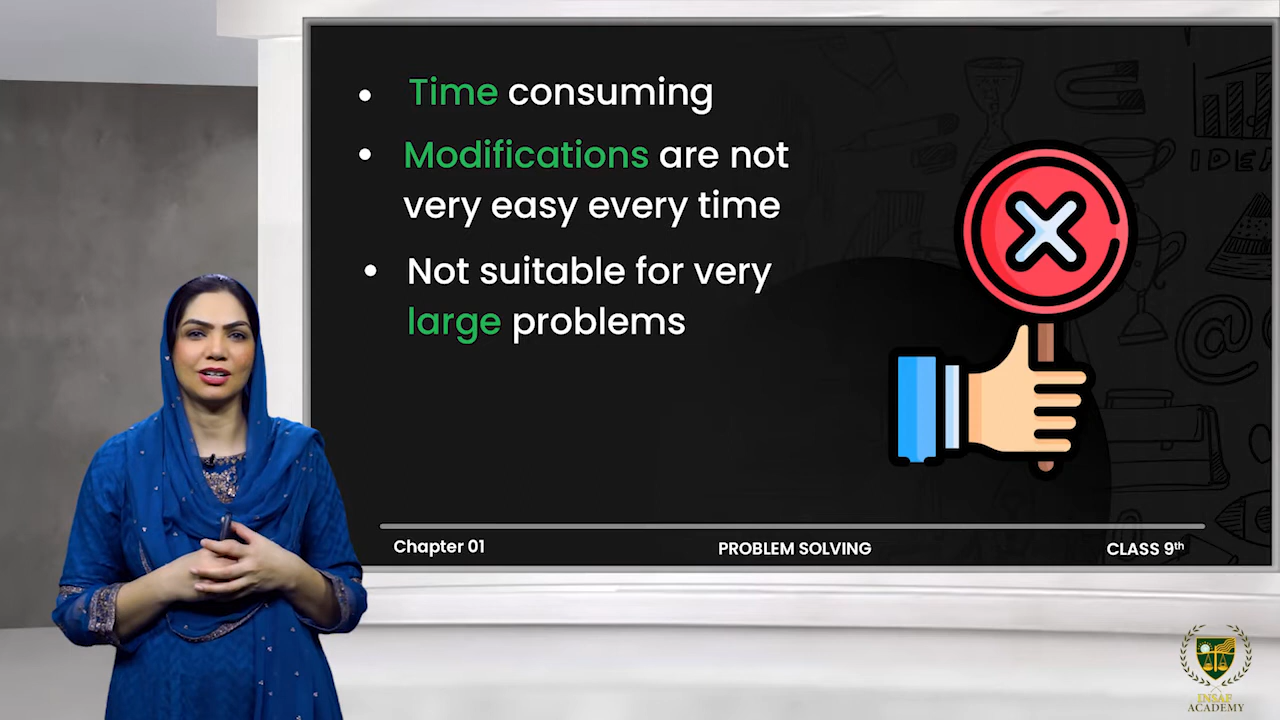 Time consuming
Modifications are not
very easy every time
Not suitable for very
large problems
IDEA
Chapter 01
PROBLEM SOLVING
CLASS 9th
INSAF
ACADEMY